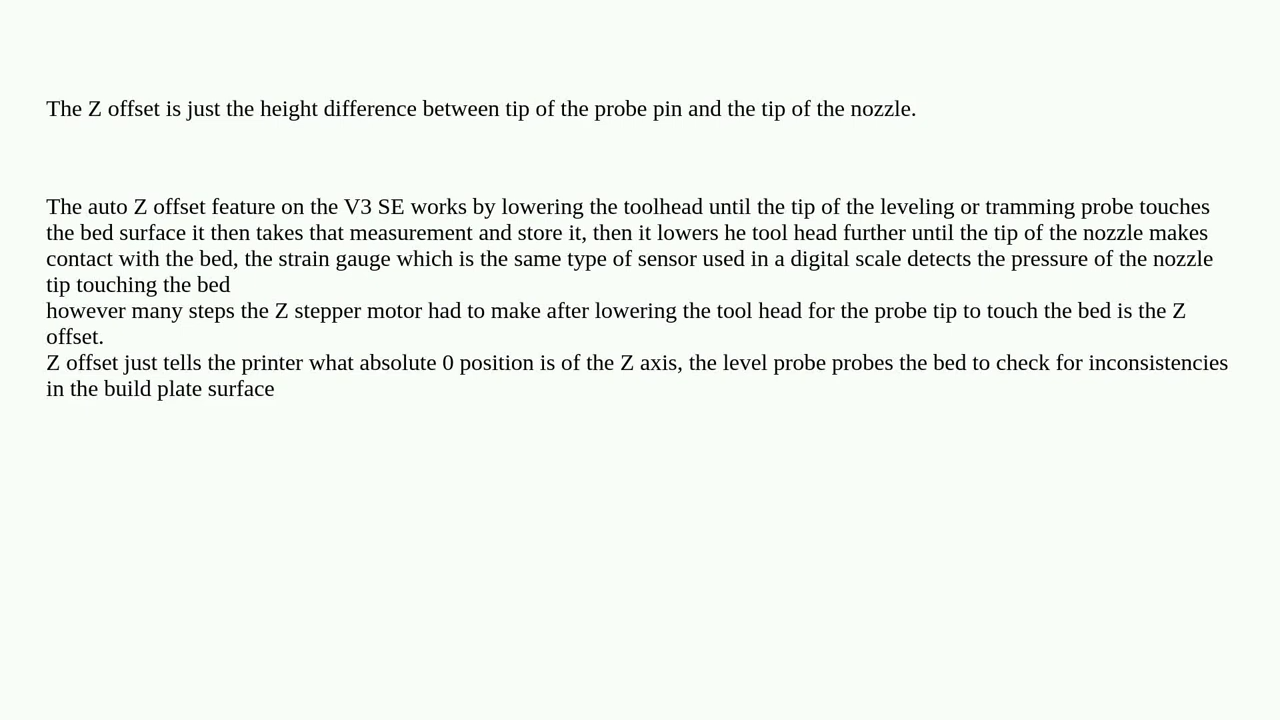 The Z offset is just the height difference between tip of the probe pin and the tip of the nozzle.
The auto Z offset feature on the V3 SE works by lowering the toolhead until the tip of the leveling or tramming probe touches
the bed surface it then takes that measurement and store it, then it lowers he tool head further until the tip of the nozzle makes
contact with the bed, the strain gauge which is the same type of sensor used in a digital scale detects the pressure of the nozzle
tip touching the bed
however many steps the Z stepper motor had to make after lowering the tool head for the probe tip to touch the bed is the Z
offset.
Z offset just tells the printer what absolute 0 position is of the Z axis, the level probe probes the bed to check for inconsistencies
in the build plate surface